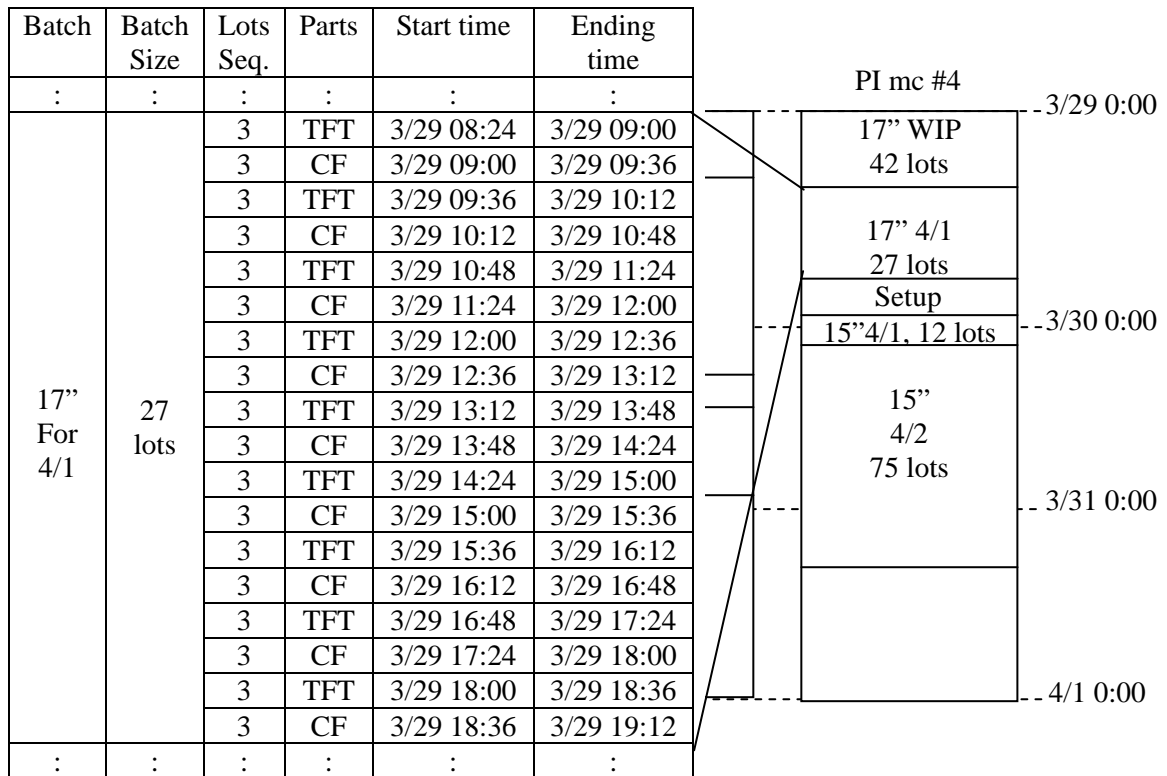 Batch Batch Size Lots Seq. Parts Start time Ending time
: : : : : :
17” For 4/1 27 lots
3 TFT 3/29 08:24 3/29 09:00
3 CF 3/29 09:00 3/29 09:36
3 TFT 3/29 09:36 3/29 10:12
3 CF 3/29 10:12 3/29 10:48
3 TFT 3/29 10:48 3/29 11:24
3 CF 3/29 11:24 3/29 12:00
3 TFT 3/29 12:00 3/29 12:36
3 CF 3/29 12:36 3/29 13:12
3 TFT 3/29 13:12 3/29 13:48
3 CF 3/29 13:48 3/29 14:24
3 TFT 3/29 14:24 3/29 15:00
3 CF 3/29 15:00 3/29 15:36
3 TFT 3/29 15:36 3/29 16:12
3 CF 3/29 16:12 3/29 16:48
3 TFT 3/29 16:48 3/29 17:24
3 CF 3/29 17:24 3/29 18:00
3 TFT 3/29 18:00 3/29 18:36
3 CF 3/29 18:36 3/29 19:12
: : : : : :
PI mc #4
3/29 0:00
17” WIP
42 lots
17” 4/1
27 lots
Setup
3/30 0:00
15”4/1, 12 lots
15”
4/2
75 lots
3/31 0:00
4/1 0:00